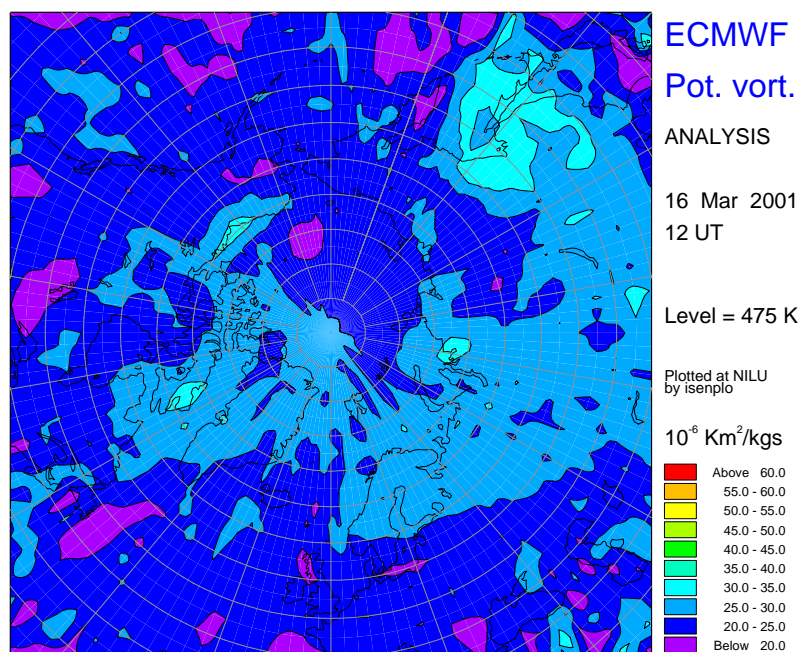 ECMWF
Pot. vort.
ANALYSIS
16 Mar 2001
12 UT
Level = 475 K
Plotted at NILU
by isenplo
10⁻⁶ Km²/kgs
Above 60.0
55.0 - 60.0
50.0 - 55.0
45.0 - 50.0
40.0 - 45.0
35.0 - 40.0
30.0 - 35.0
25.0 - 30.0
20.0 - 25.0
Below 20.0